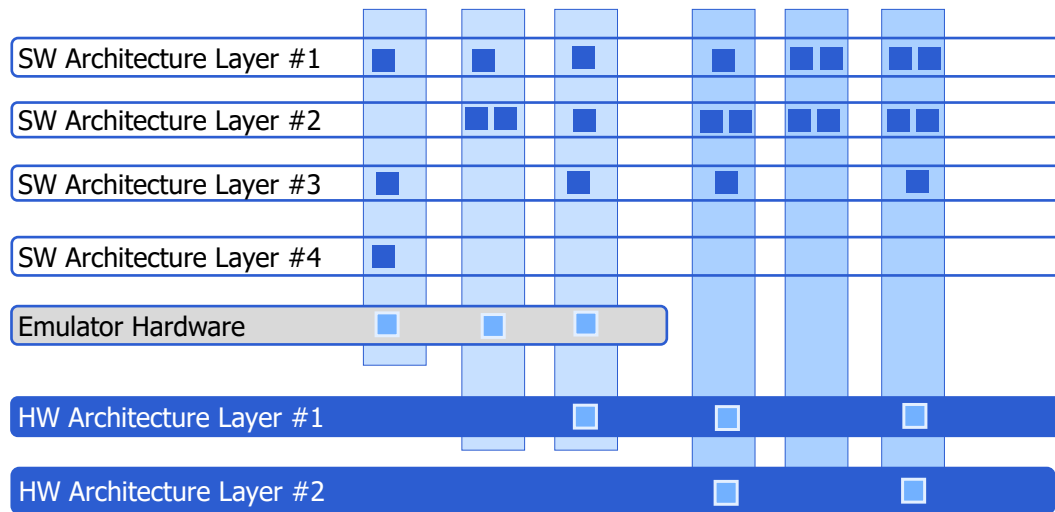 SW Architecture Layer #1
SW Architecture Layer #2
SW Architecture Layer #3
SW Architecture Layer #4
Emulator Hardware
HW Architecture Layer #1
HW Architecture Layer #2